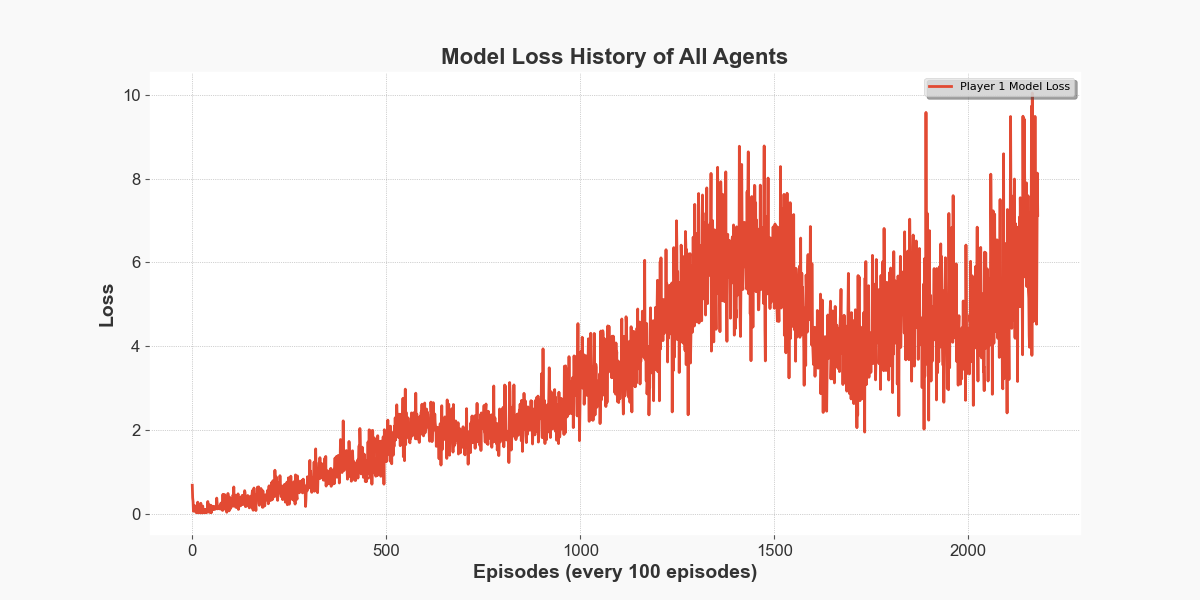 Model Loss History of All Agents
Player 1 Model Loss
10
8
6
4
2
0
Loss
0 500 1000 1500 2000
Episodes (every 100 episodes)